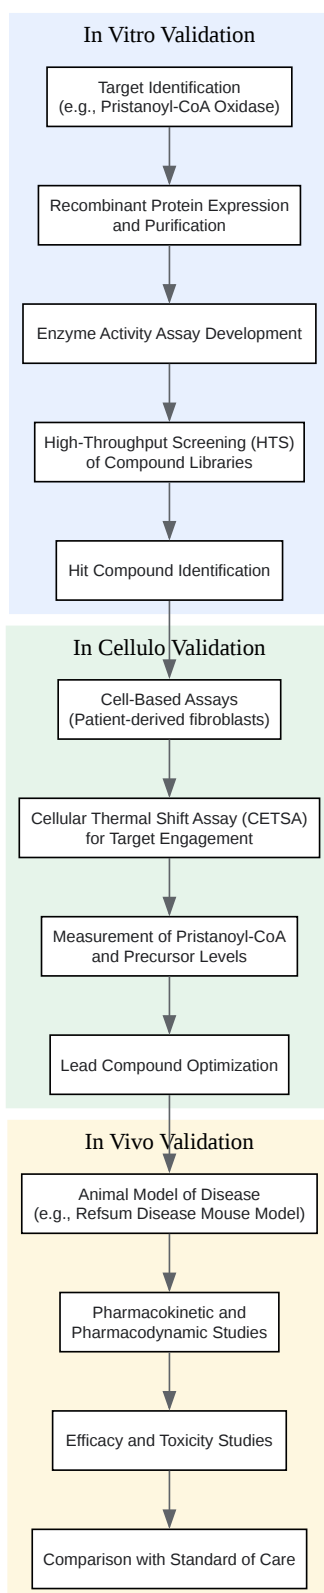 In Vitro Validation
Target Identification
(e.g., Pristanoyl-CoA Oxidase)
Recombinant Protein Expression
and Purification
Enzyme Activity Assay Development
High-Throughput Screening (HTS)
of Compound Libraries
Hit Compound Identification
In Cellulo Validation
Cell-Based Assays
(Patient-derived fibroblasts)
Cellular Thermal Shift Assay (CETSA)
for Target Engagement
Measurement of Pristanoyl-CoA
and Precursor Levels
Lead Compound Optimization
In Vivo Validation
Animal Model of Disease
(e.g., Refsum Disease Mouse Model)
Pharmacokinetic and
Pharmacodynamic Studies
Efficacy and Toxicity Studies
Comparison with Standard of Care